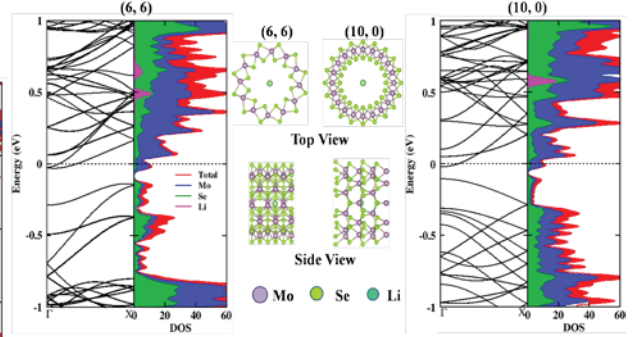 (6, 6)
1
0.5
0
-0.5
-1
Energy (eV)
Γ
X0
20
40
60
DOS
Total
Mo
Se
Li
(6, 6)
(10, 0)
Top View
Side View
Mo
Se
Li
(10, 0)
1
0.5
0
-0.5
-1
Energy (eV)
Γ
X0
20
40
60
DOS